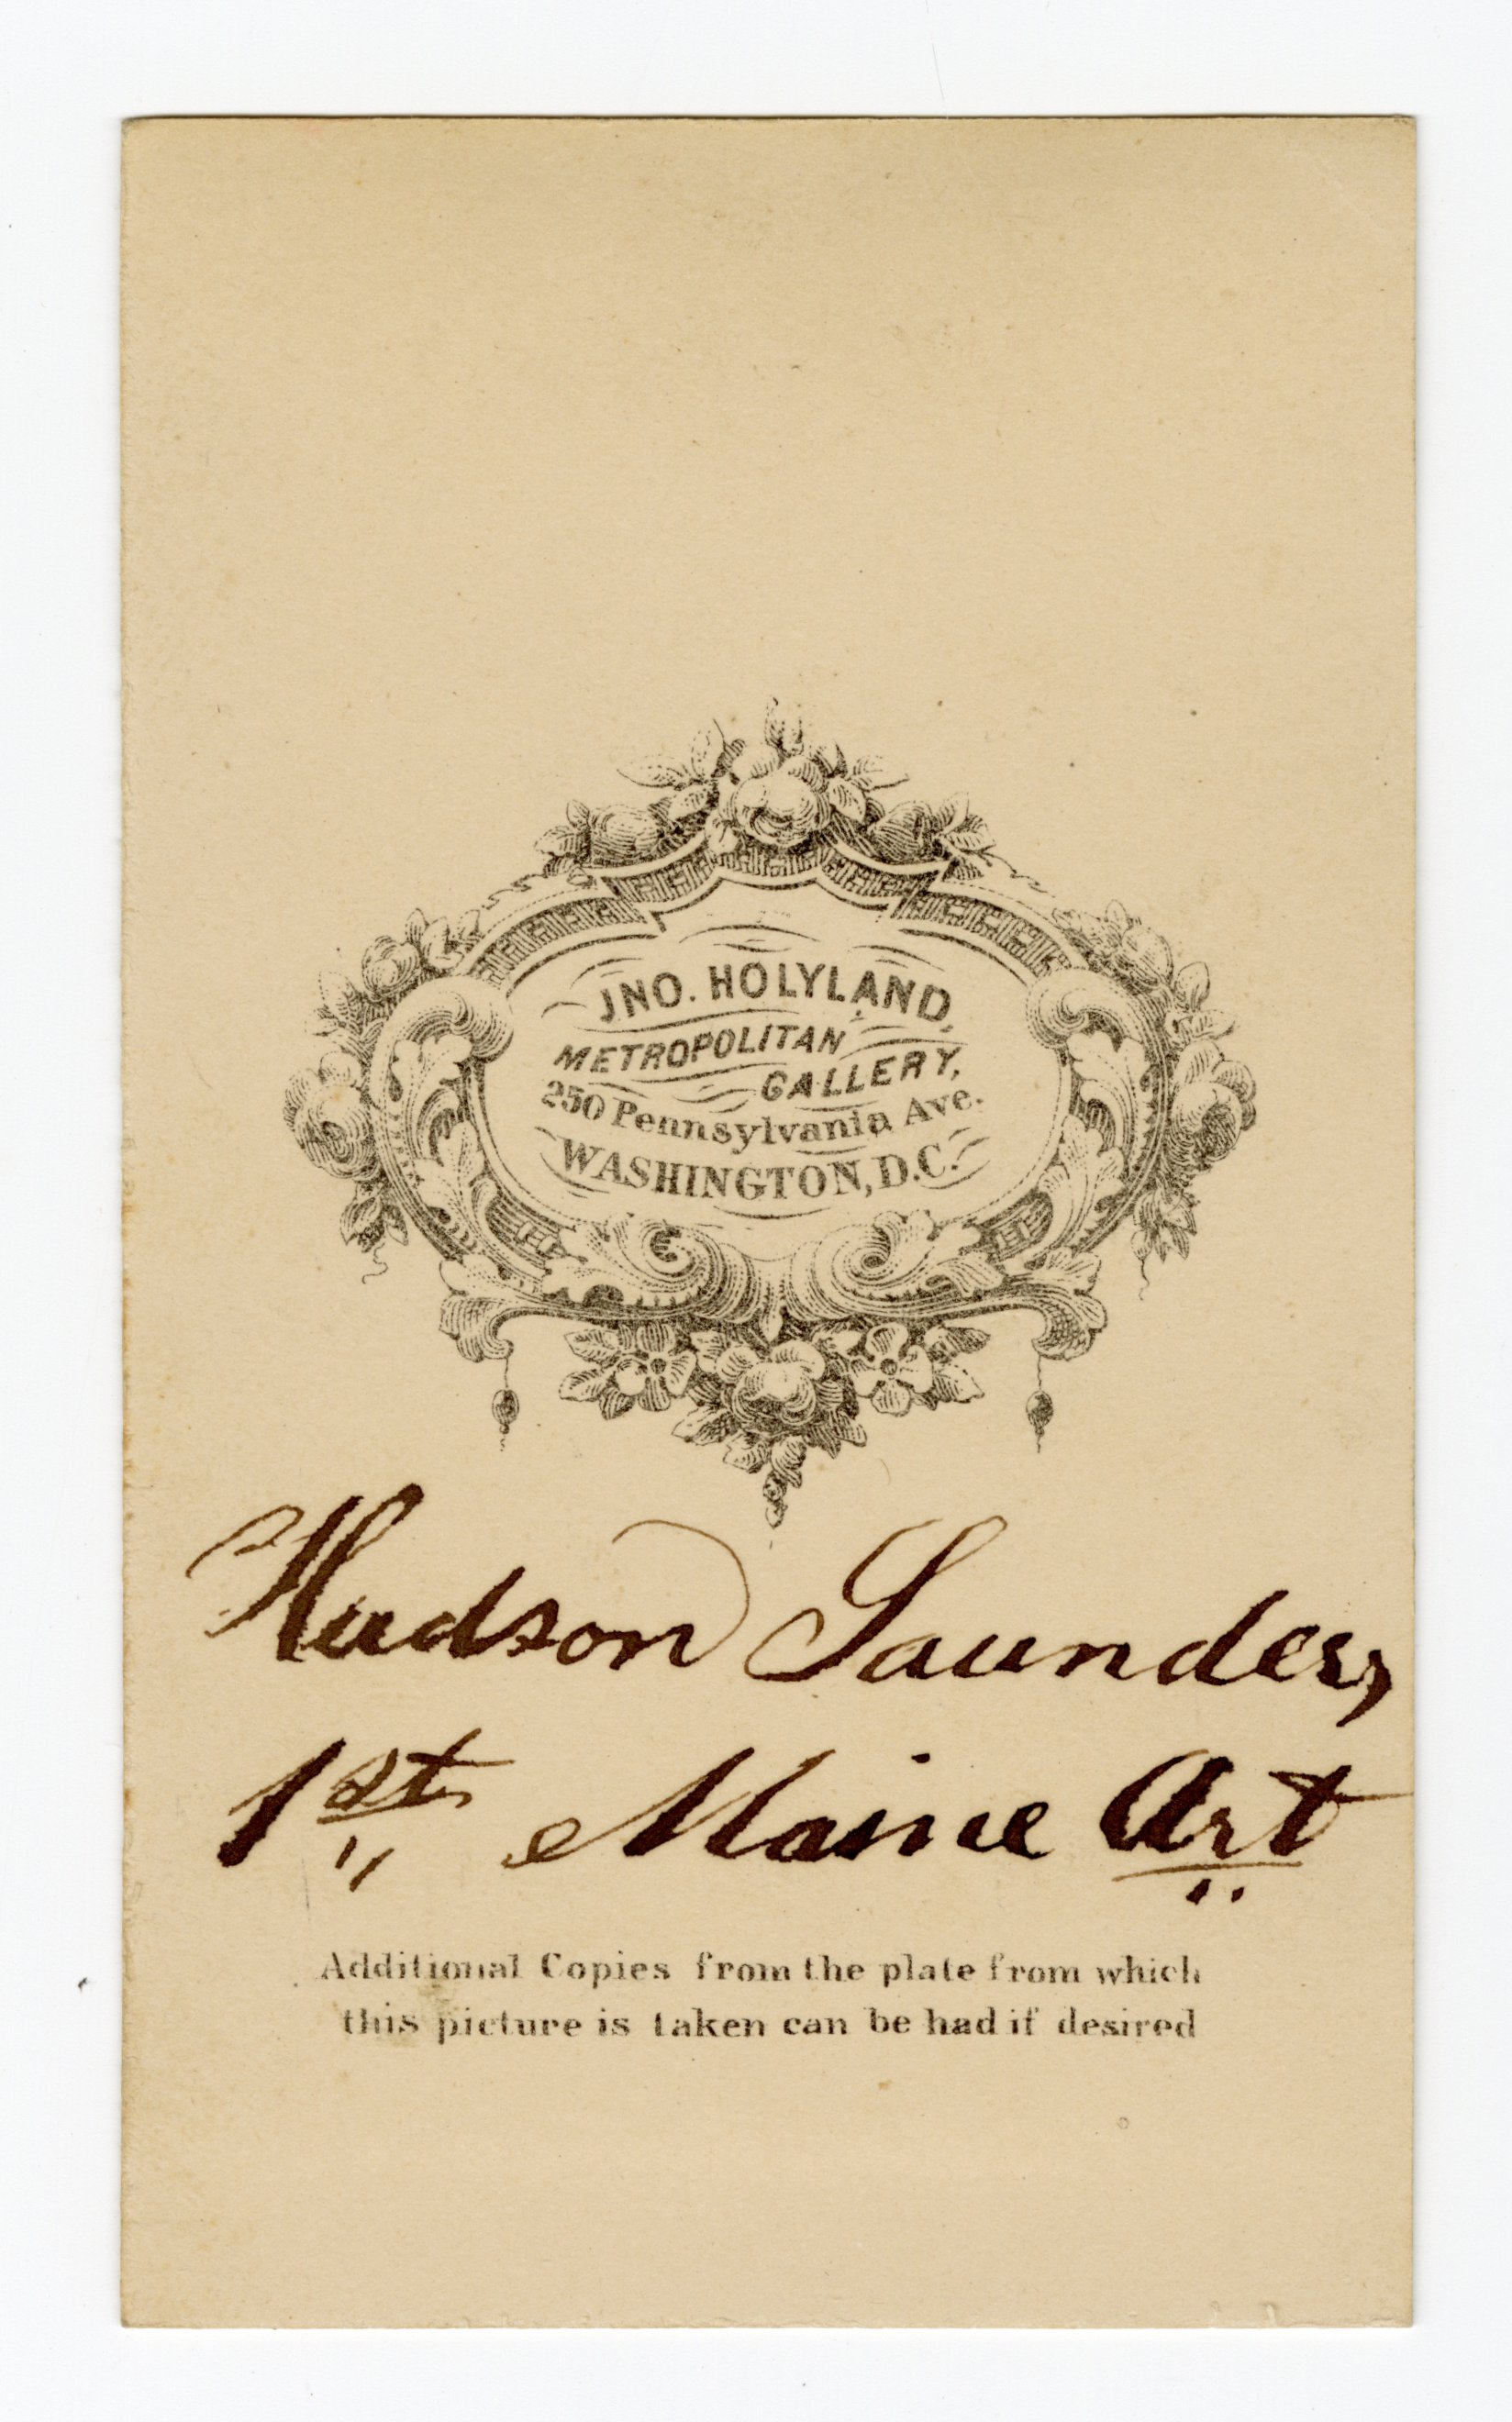 JNO. HOLYLAND,
METROPOLITAN
GALLERY,
250 Pennsylvania Ave.
WASHINGTON, D.C.
Hudson Saunders,
1st Maine Art
Additional Copies from the plate from which
this picture is taken can be had if desired